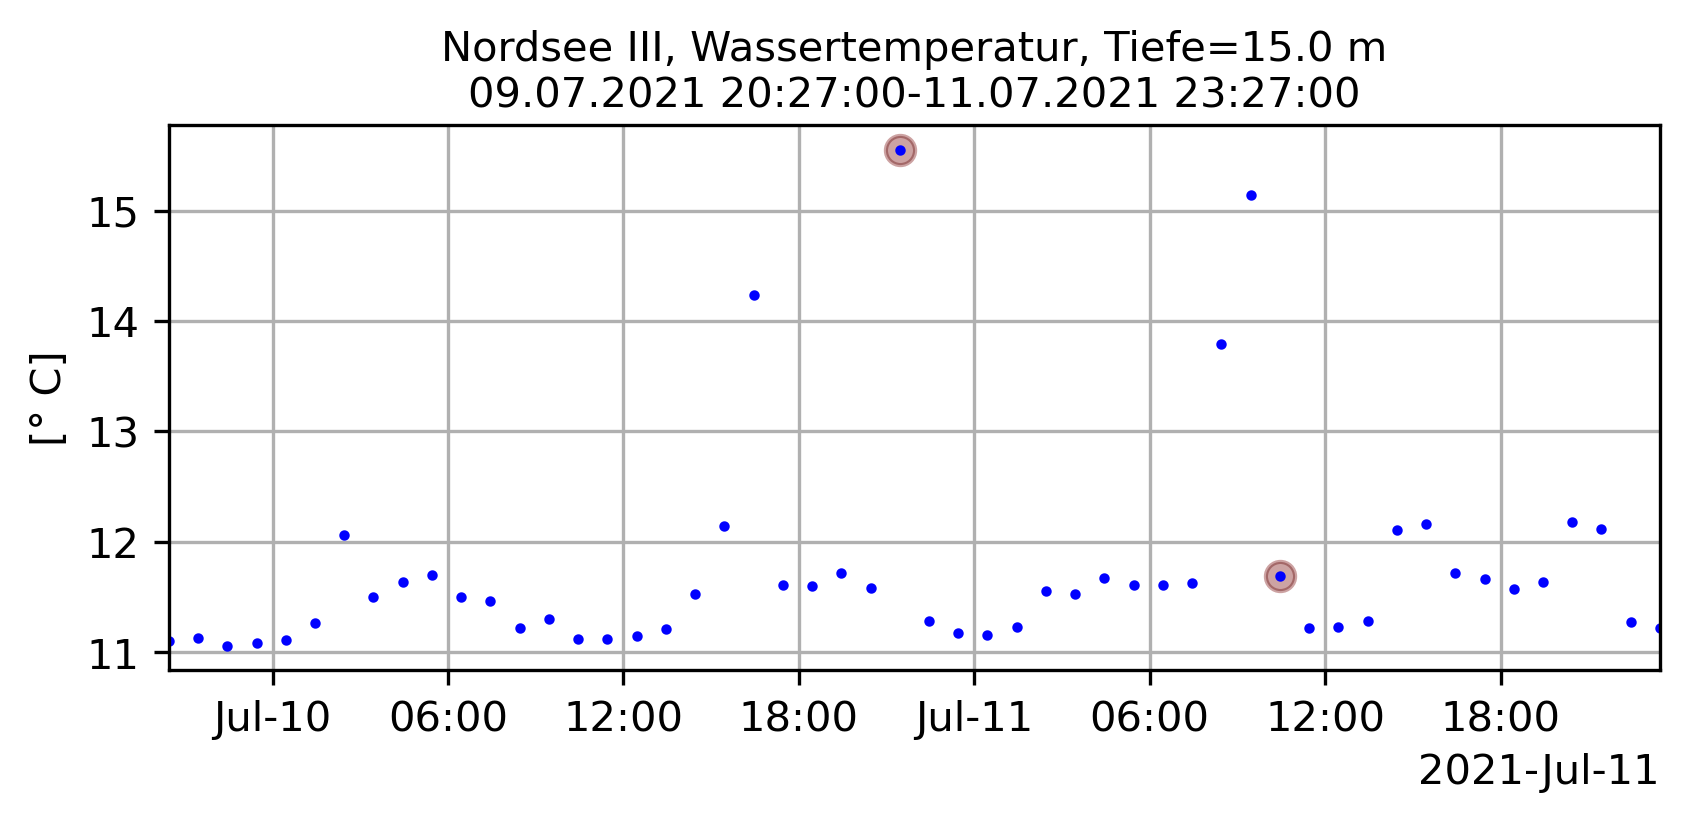 Nordsee III, Wassertemperatur, Tiefe=15.0 m
09.07.2021 20:27:00-11.07.2021 23:27:00
[° C]
15
14
13
12
11
Jul-10 06:00 12:00 18:00 Jul-11 06:00 12:00 18:00
2021-Jul-11